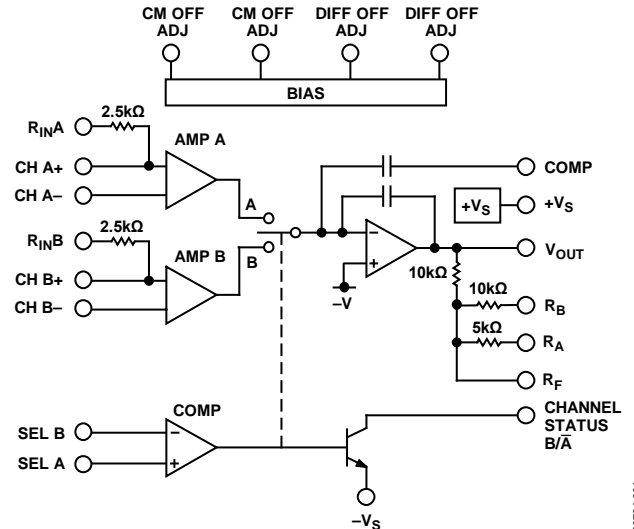 CM OFF
ADJ
CM OFF
ADJ
DIFF OFF
ADJ
DIFF OFF
ADJ
BIAS
2.5kΩ
RINA
AMP A
CH A+
CH A–
A
COMP
+VS
+VS
2.5kΩ
RINB
AMP B
B
–
+
–V
VOUT
10kΩ
10kΩ
RB
CH B+
CH B–
5kΩ
RA
RF
COMP
CHANNEL
STATUS
B/A̅
SEL B
–
SEL A
+
–VS